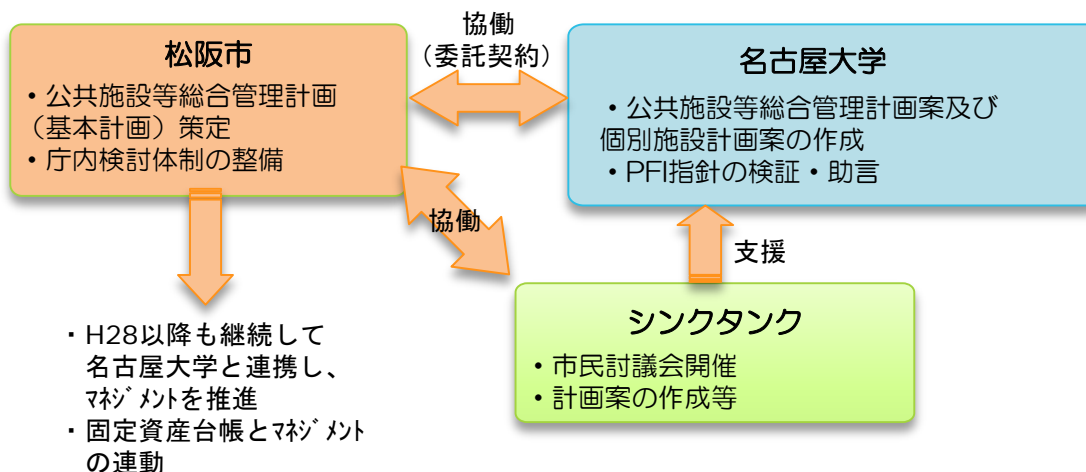 松阪市
・公共施設等総合管理計画
（基本計画）策定
・庁内検討体制の整備
協働
（委託契約）
名古屋大学
・公共施設等総合管理計画案及び
個別施設計画案の作成
・PFI指針の検証・助言
協働
支援
シンクタンク
・市民討議会開催
・計画案の作成等
・H28以降も継続して
名古屋大学と連携し、
ﾏﾈｼﾞﾒﾝﾄを推進
・固定資産台帳とﾏﾈｼﾞﾒﾝﾄ
の連動